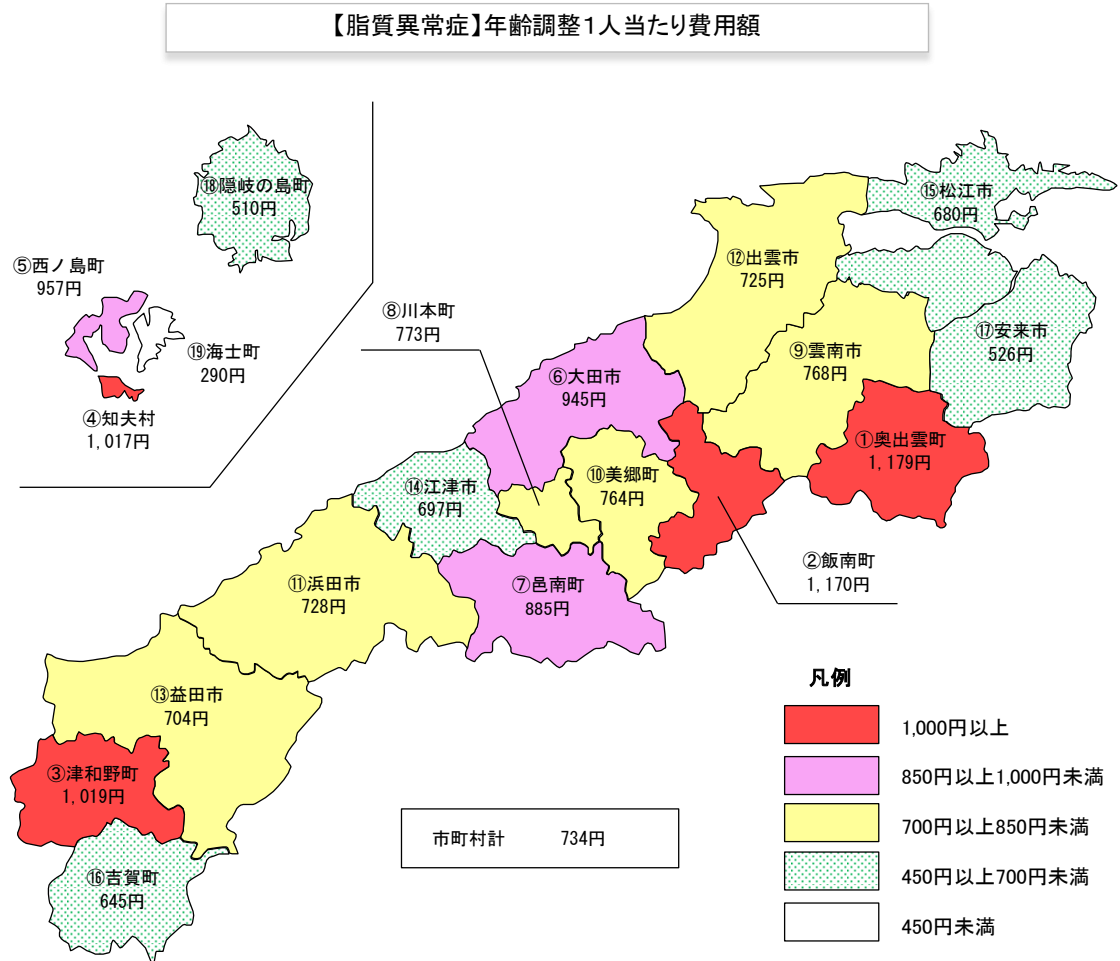 【脂質異常症】年齢調整１人当たり費用額
⑱隠岐の島町
510円
⑤西ノ島町
957円
⑲海士町
290円
④知夫村
1,017円
⑮松江市
680円
⑫出雲市
725円
⑧川本町
773円
⑰安来市
526円
⑨雲南市
768円
⑥大田市
945円
①奥出雲町
1,179円
⑩美郷町
764円
⑭江津市
697円
②飯南町
1,170円
⑦邑南町
885円
⑪浜田市
728円
⑬益田市
704円
③津和野町
1,019円
⑯吉賀町
645円
市町村計 734円
凡例
1,000円以上
850円以上1,000円未満
700円以上850円未満
450円以上700円未満
450円未満